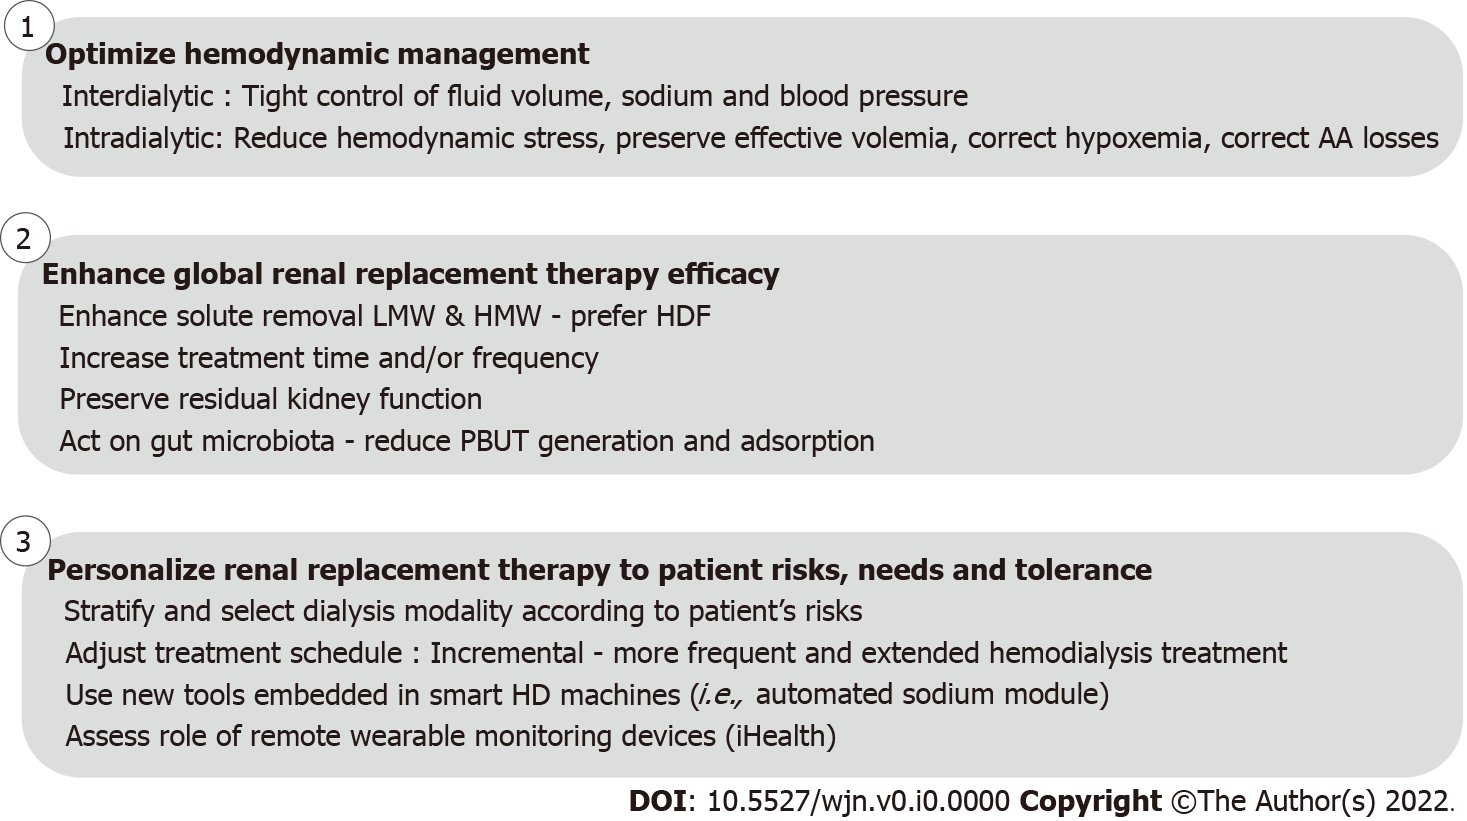 1
Optimize hemodynamic management
Interdialytic : Tight control of fluid volume, sodium and blood pressure
Intradialytic: Reduce hemodynamic stress, preserve effective volemia, correct hypoxemia, correct AA losses
2
Enhance global renal replacement therapy efficacy
Enhance solute removal LMW & HMW - prefer HDF
Increase treatment time and/or frequency
Preserve residual kidney function
Act on gut microbiota - reduce PBUT generation and adsorption
3
Personalize renal replacement therapy to patient risks, needs and tolerance
Stratify and select dialysis modality according to patient’s risks
Adjust treatment schedule : Incremental - more frequent and extended hemodialysis treatment
Use new tools embedded in smart HD machines (i.e., automated sodium module)
Assess role of remote wearable monitoring devices (iHealth)
DOI: 10.5527/wjn.v0.i0.0000 Copyright ©The Author(s) 2022.